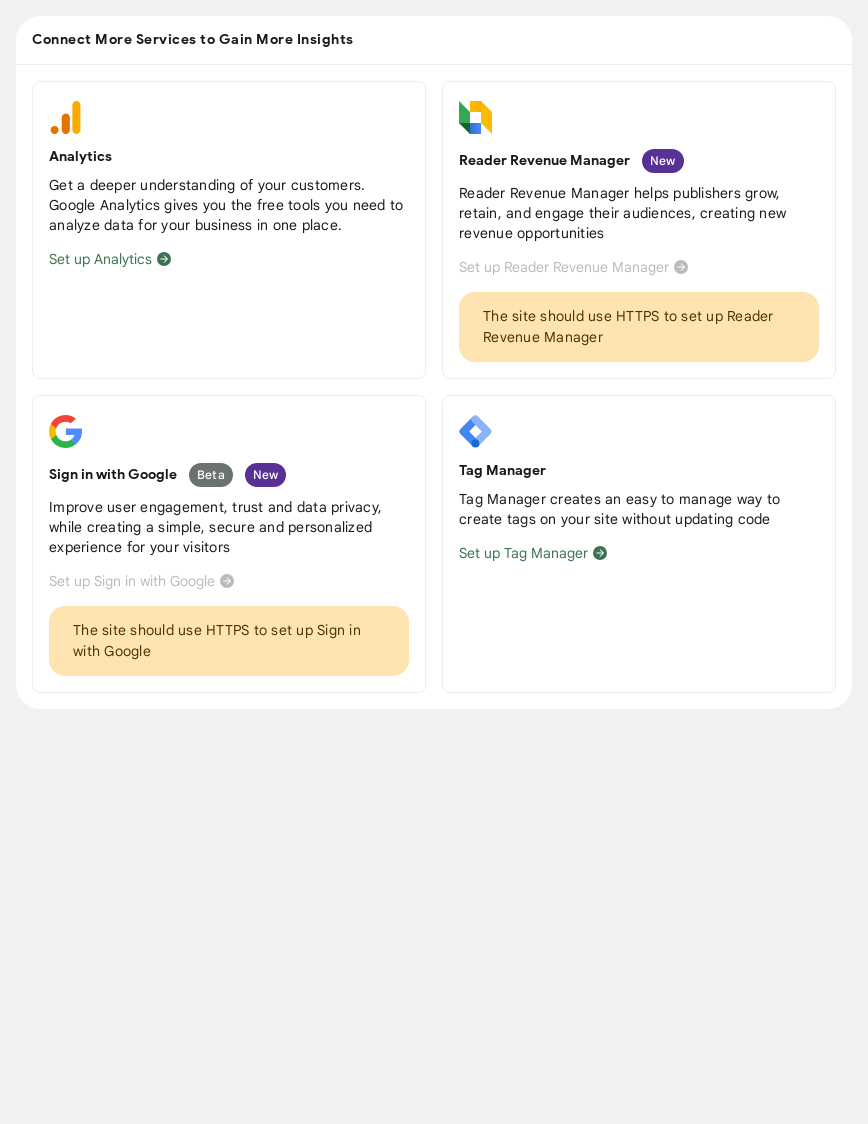 Connect More Services to Gain More Insights
Analytics
Get a deeper understanding of your customers.
Google Analytics gives you the free tools you need to
analyze data for your business in one place.
Set up Analytics
Reader Revenue Manager New
Reader Revenue Manager helps publishers grow,
retain, and engage their audiences, creating new
revenue opportunities
Set up Reader Revenue Manager
The site should use HTTPS to set up Reader
Revenue Manager
Sign in with Google Beta New
Improve user engagement, trust and data privacy,
while creating a simple, secure and personalized
experience for your visitors
Set up Sign in with Google
The site should use HTTPS to set up Sign in
with Google
Tag Manager
Tag Manager creates an easy to manage way to
create tags on your site without updating code
Set up Tag Manager